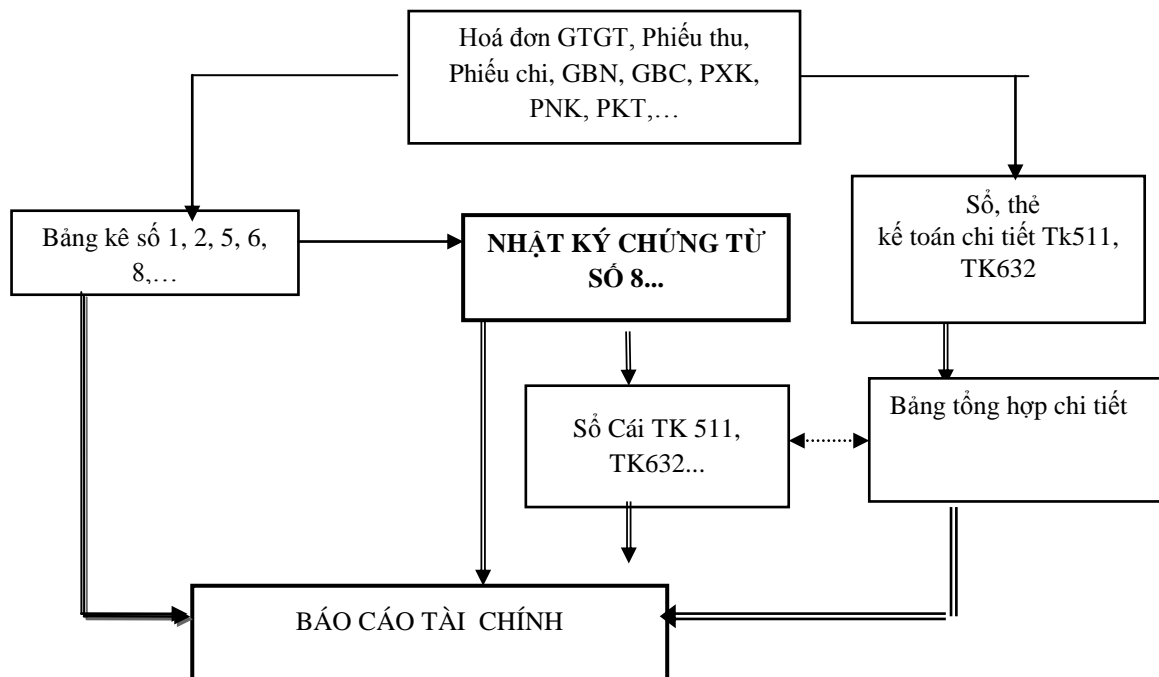 Hoá đơn GTGT, Phiếu thu,
Phiếu chi, GBN, GBC, PXK,
PNK, PKT,…
Bảng kê số 1, 2, 5, 6,
8,…
NHẬT KÝ CHỨNG TỪ
SỐ 8...
Sổ, thẻ
kế toán chi tiết Tk511,
TK632
Sổ Cái TK 511,
TK632...
Bảng tổng hợp chi tiết
BÁO CÁO TÀI CHÍNH